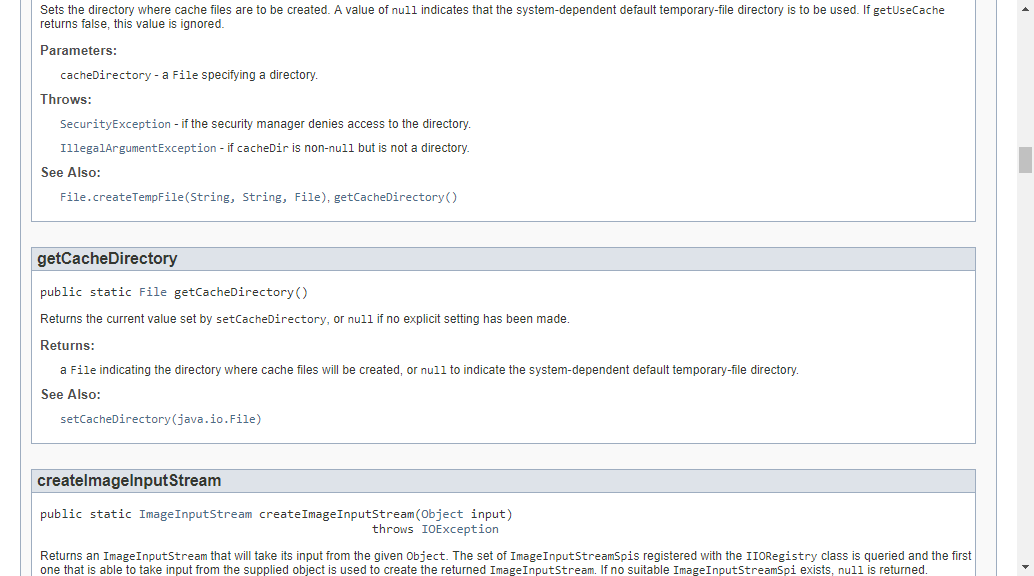 Sets the directory where cache files are to be created. A value of null indicates that the system-dependent default temporary-file directory is to be used. If getUseCache
returns false, this value is ignored.
Parameters:
cacheDirectory - a File specifying a directory.
Throws:
SecurityException - if the security manager denies access to the directory.
IllegalArgumentException - if cacheDir is non-null but is not a directory.
See Also:
File.createTempFile(String, String, File), getCacheDirectory()
getCacheDirectory
public static File getCacheDirectory()
Returns the current value set by setCacheDirectory, or null if no explicit setting has been made.
Returns:
a File indicating the directory where cache files will be created, or null to indicate the system-dependent default temporary-file directory.
See Also:
setCacheDirectory(java.io.File)
createImageInputStream
public static ImageInputStream createImageInputStream(Object input)
throws IOException
Returns an ImageInputStream that will take its input from the given Object. The set of ImageInputStreamSpis registered with the IIORegistry class is queried and the first
one that is able to take input from the supplied object is used to create the returned ImageInputStream. If no suitable ImageInputStreamSpi exists, null is returned.